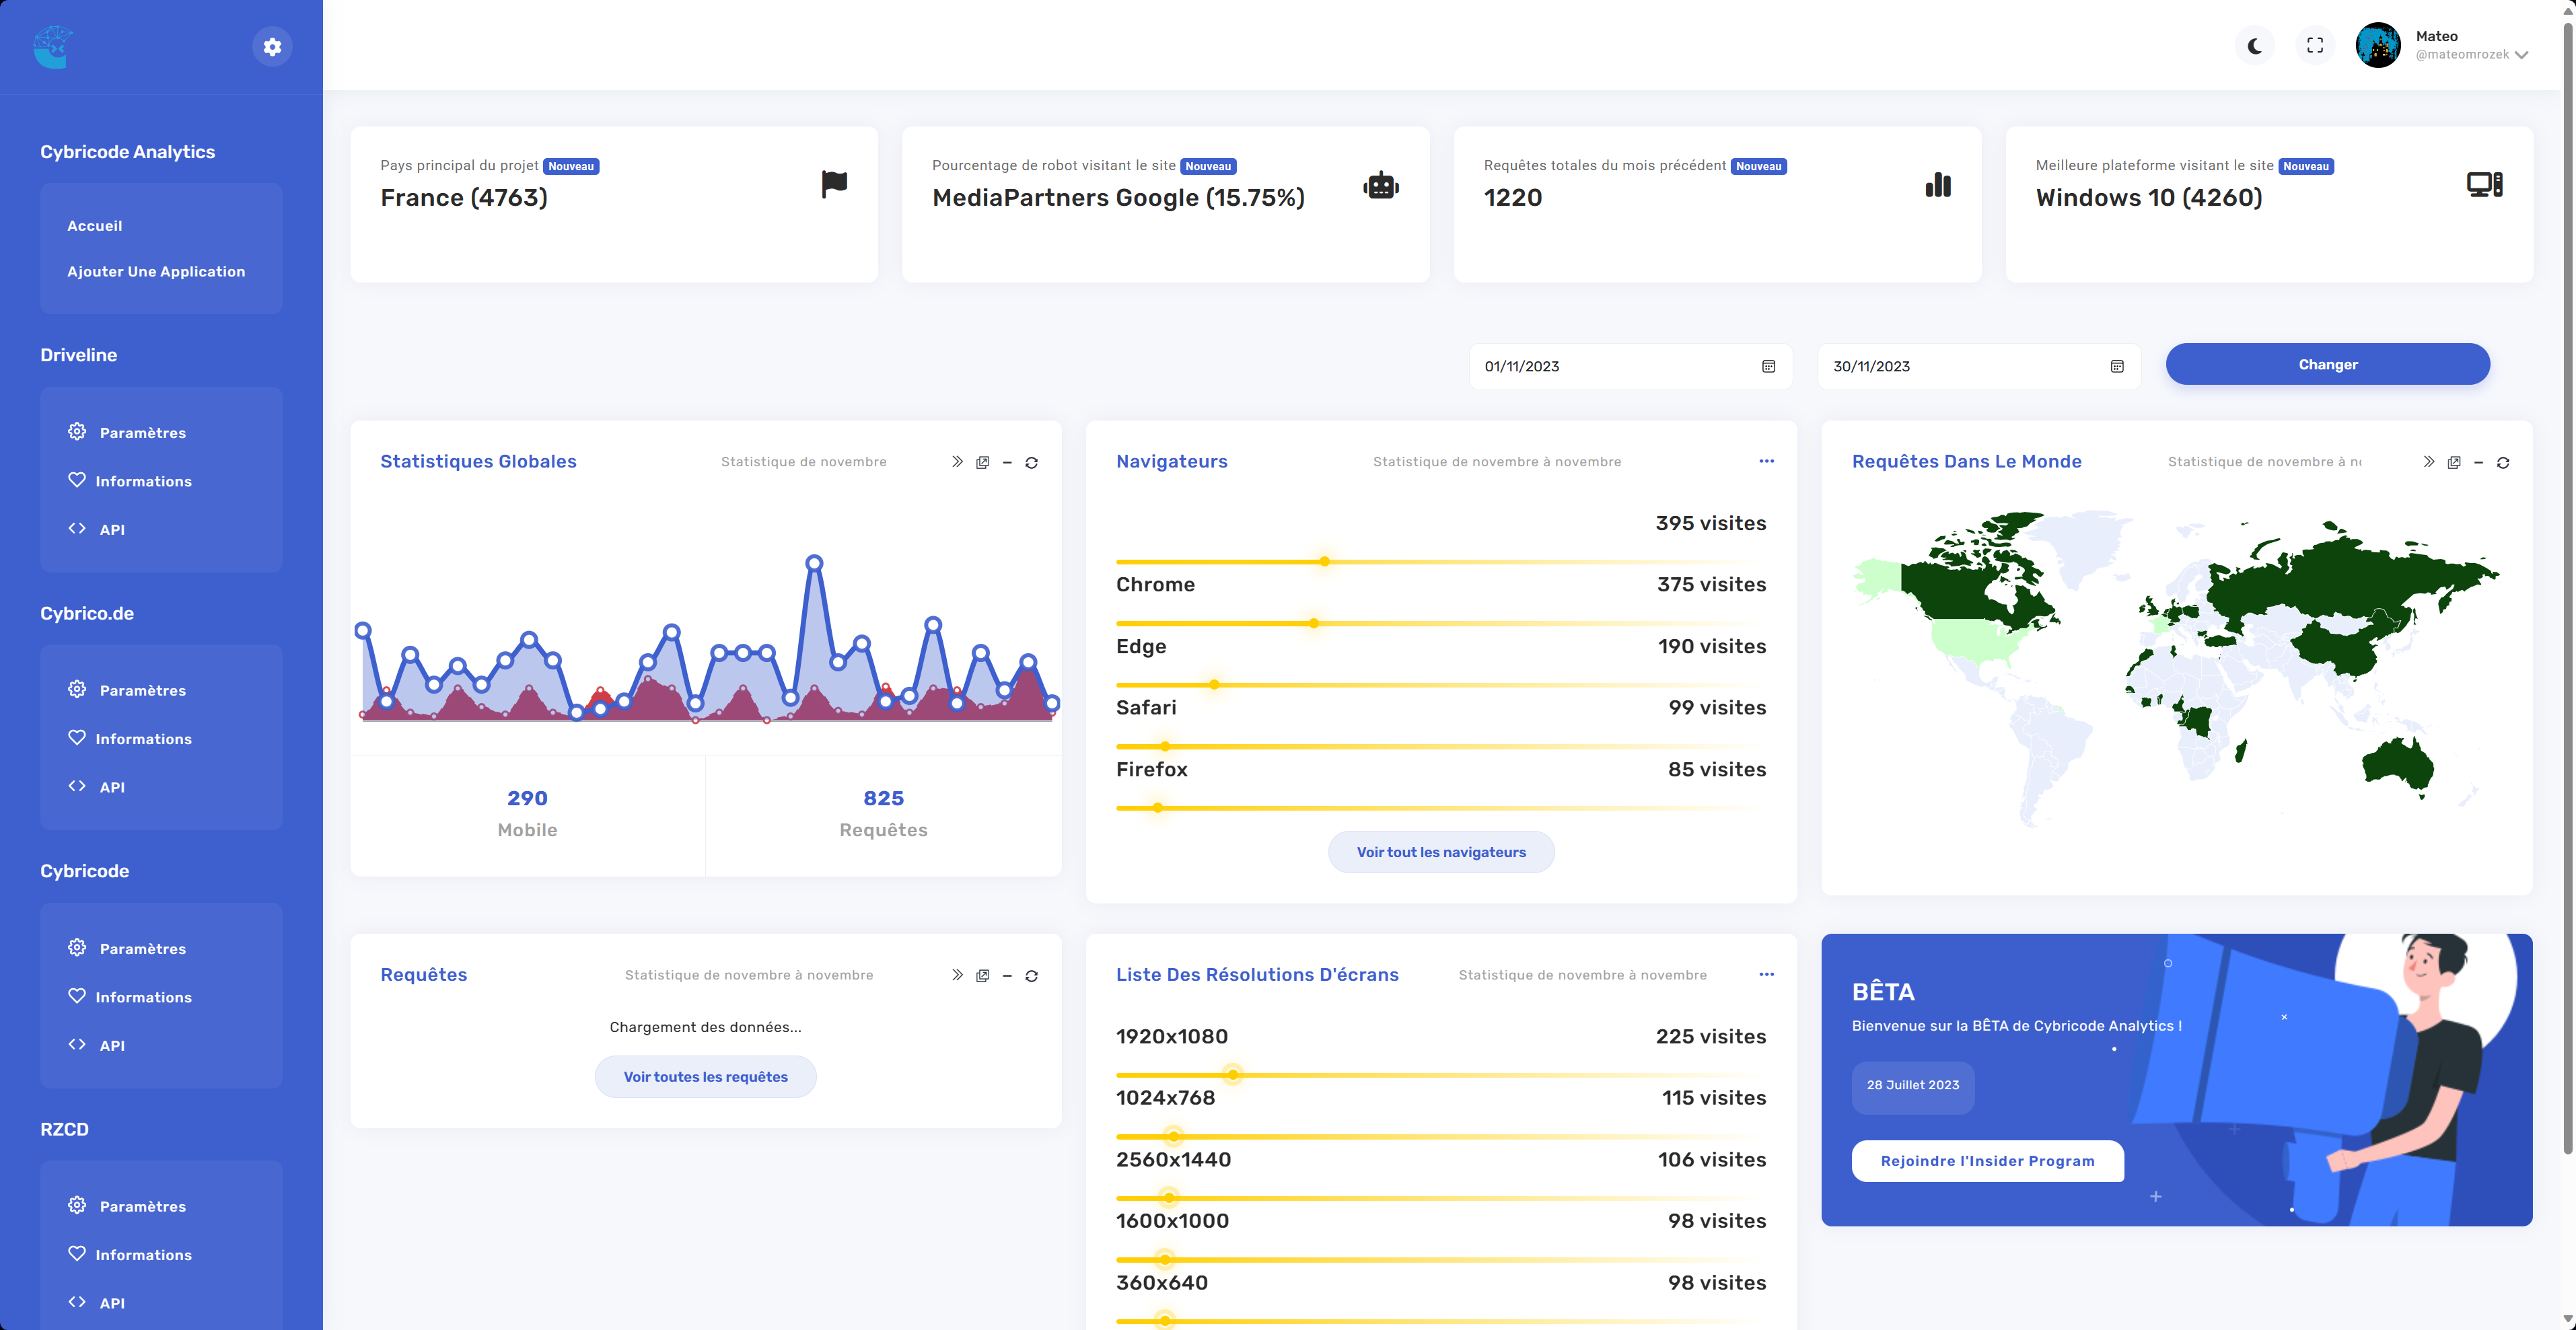 Mateo
@mateomrozek
Cybricode Analytics
Accueil
Ajouter Une Application
Driveline
Paramètres
Informations
API
Cybrico.de
Paramètres
Informations
API
Cybricode
Paramètres
Informations
API
RZCD
Paramètres
Informations
API
Pays principal du projet Nouveau
France (4763)
Pourcentage de robot visitant le site Nouveau
MediaPartners Google (15.75%)
Requêtes totales du mois précédent Nouveau
1220
Meilleure plateforme visitant le site Nouveau
Windows 10 (4260)
01/11/2023
30/11/2023
Changer
Statistiques Globales
Statistique de novembre
290
Mobile
825
Requêtes
Navigateurs
Statistique de novembre à novembre
395 visites
Chrome 375 visites
Edge 190 visites
Safari 99 visites
Firefox 85 visites
Voir tout les navigateurs
Requêtes Dans Le Monde
Statistique de novembre à
Requêtes
Statistique de novembre à novembre
Chargement des données...
Voir toutes les requêtes
Liste Des Résolutions D'écrans
Statistique de novembre à novembre
1920x1080 225 visites
1024x768 115 visites
2560x1440 106 visites
1600x1000 98 visites
360x640 98 visites
BÊTA
Bienvenue sur la BÊTA de Cybricode Analytics !
28 Juillet 2023
Rejoindre l'Insider Program